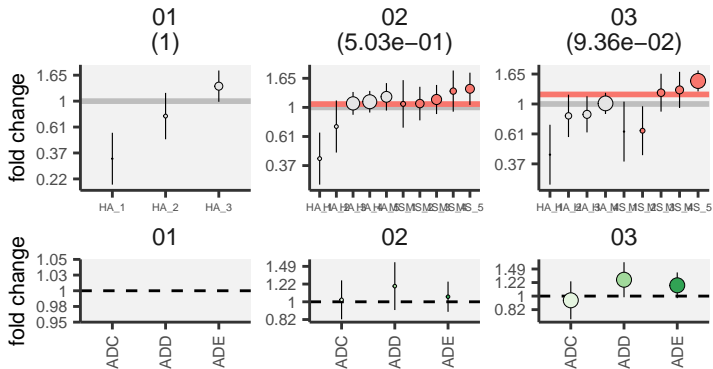 01 02 03
(1) (5.03e−01) (9.36e−02)
fold change
1.65 1 0.61 0.37 0.22
1.65 1 0.61 0.37
1.65 1 0.61 0.37
HA_1 HA_2 HA_3
01 02 03
fold change
1.05 1.03 1 0.98 0.95
1.49 1.22 1 0.82
1.49 1.22 1 0.82
ADC ADD ADE
ADC ADD ADE
ADC ADD ADE